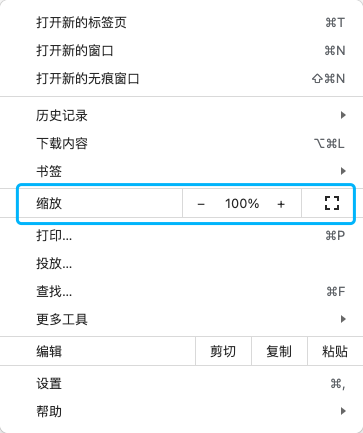 打开新的标签页 ⌘T
打开新的窗口 ⌘N
打开新的无痕窗口 ⇧⌘N
历史记录
下载内容 ⌥⌘L
书签
缩放 − 100% +
打印... ⌘P
投放...
查找... ⌘F
更多工具
编辑 剪切 复制 粘贴
设置 ⌘,
帮助